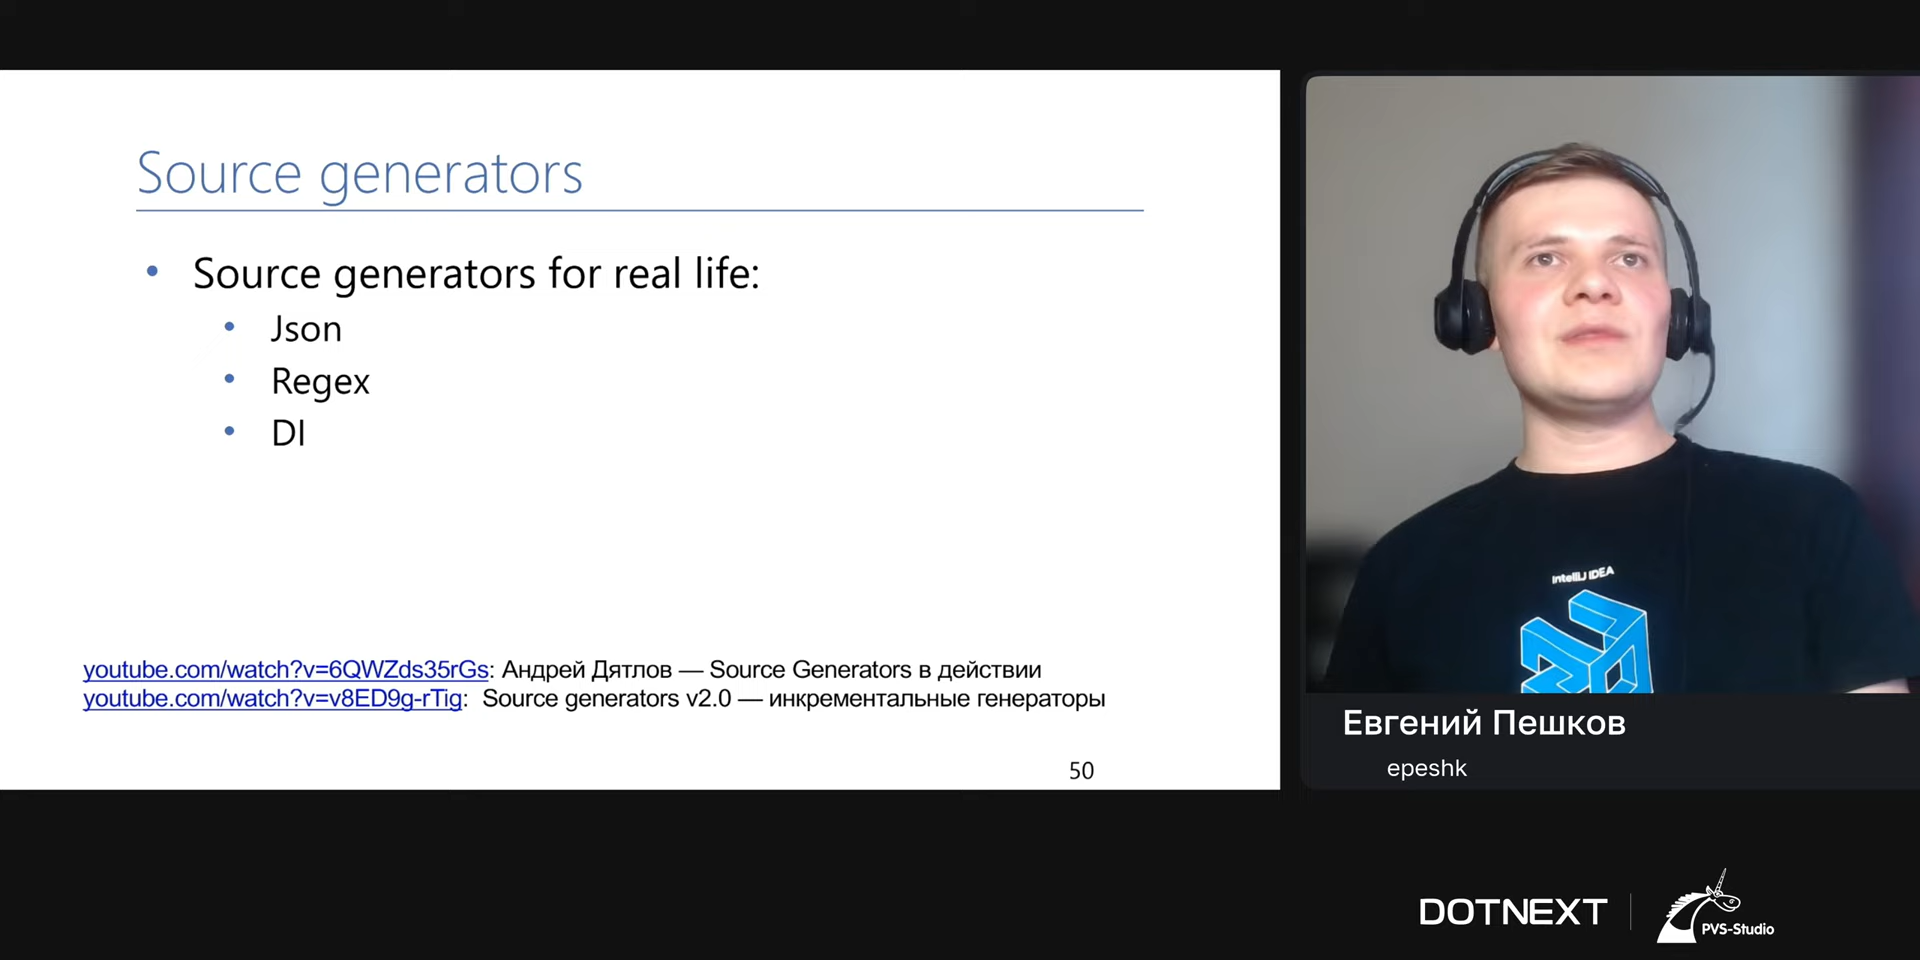 Source generators
Source generators for real life:
Json
Regex
DI
youtube.com/watch?v=6QWZds35rGs: Андрей Дятлов — Source Generators в действии
youtube.com/watch?v=v8ED9g-rTig: Source generators v2.0 — инкрементальные генераторы
50
IntelliJ IDEA
Евгений Пешков
epeshk
DOTNEXT
PVS-Studio